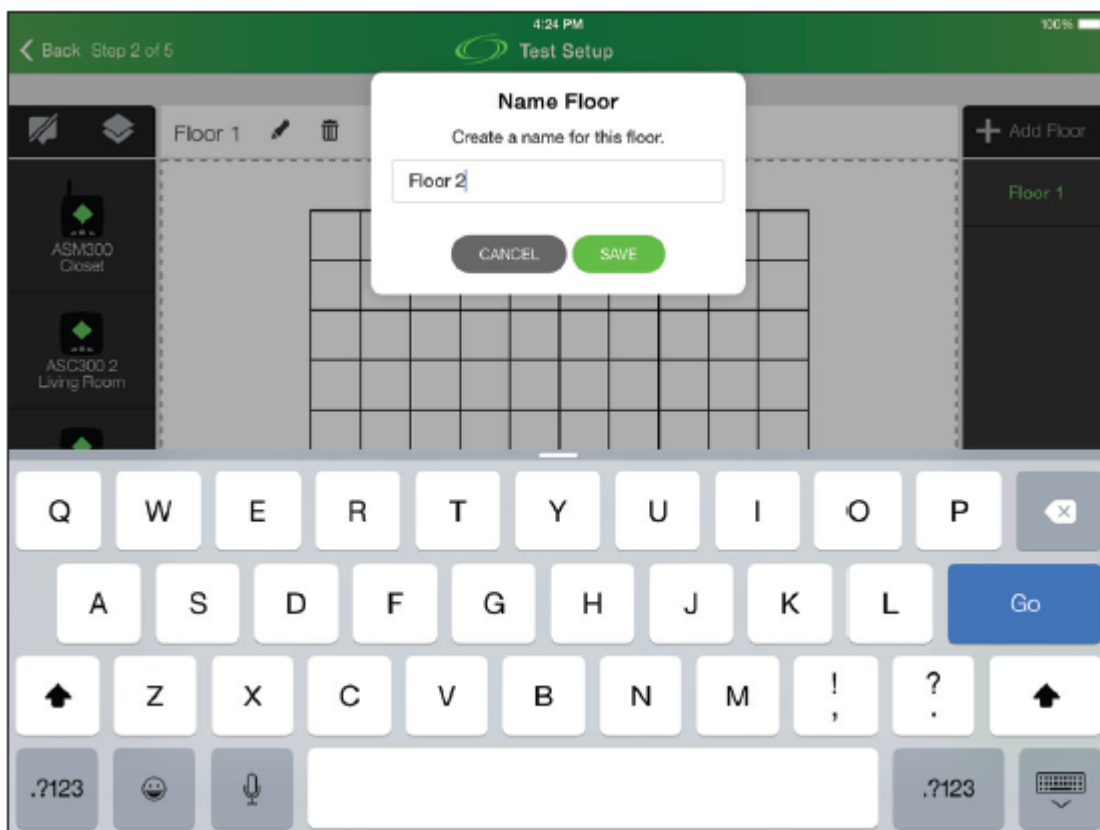 4:24 PM
100%
Back Step 2 of 5
Test Setup
Name Floor
Create a name for this floor.
Floor 2
CANCEL
SAVE
Floor 1
Add Floor
Floor 1
ASM300
Closet
ASC300 2
Living Room
Q W E R T Y U I O P
A S D F G H J K L Go
Z X C V B N M ! , ? .
.?123 .?123